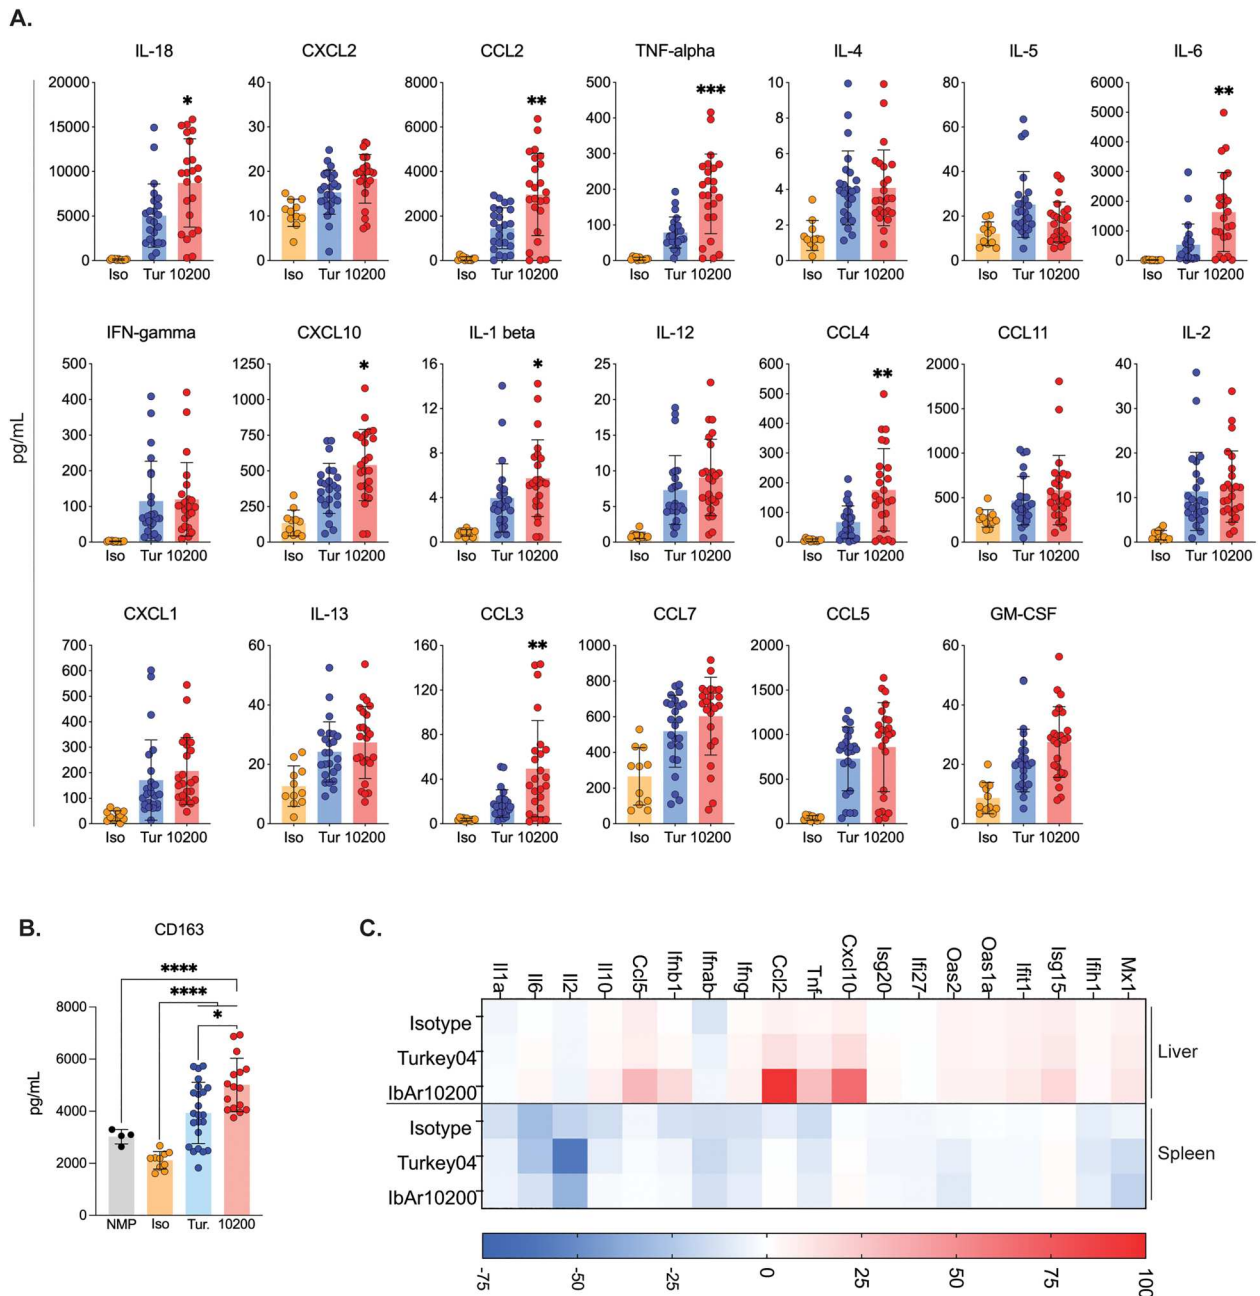 A.
IL-18 CXCL2 CCL2 TNF-alpha IL-4 IL-5 IL-6
20000 40 8000 500 10 80 6000
* ** *** **
15000 30 6000 400 8 60 5000
10000 20 4000 300 6 40 4000
5000 10 2000 200 4 20 3000
0 0 0 100 2 0 2000
0 0 1000
0
Iso Tur 10200 Iso Tur 10200 Iso Tur 10200 Iso Tur 10200 Iso Tur 10200 Iso Tur 10200 Iso Tur 10200
pg/mL
IFN-gamma CXCL10 IL-1 beta IL-12 CCL4 CCL11 IL-2
500 1250 16 25 600 2000 40
* * **
400 1000 12 20 500 1500 30
300 750 8 15 400 1000 20
200 500 4 10 300 500 10
100 250 0 5 200 0 0
0 0 0 100
0
Iso Tur 10200 Iso Tur 10200 Iso Tur 10200 Iso Tur 10200 Iso Tur 10200 Iso Tur 10200 Iso Tur 10200
CXCL1 IL-13 CCL3 CCL7 CCL5 GM-CSF
700 60 160 1000 2000 60
**
600 40 120 800 1500 40
500 20 80 600 1000 20
400 0 40 400 500 0
300 0 200 0
200 0
100
0
Iso Tur 10200 Iso Tur 10200 Iso Tur 10200 Iso Tur 10200 Iso Tur 10200 Iso Tur 10200
B.
CD163
****
****
*
8000
6000
4000
2000
0
pg/mL
NMP Iso Tur. 10200
C.
Il1a Il6 Il2 Il10 Ccl5 Ifnb1 Ifnab Ifng Ccl2 Tnf Cxcl10 Isg20 Ifi27 Oas2 Oas1a Ifit1 Isg15 Ifih1 Mx1
Isotype
Turkey04
IbAr10200
Liver
Isotype
Turkey04
IbAr10200
Spleen
-75 -50 -25 0 25 50 75 100